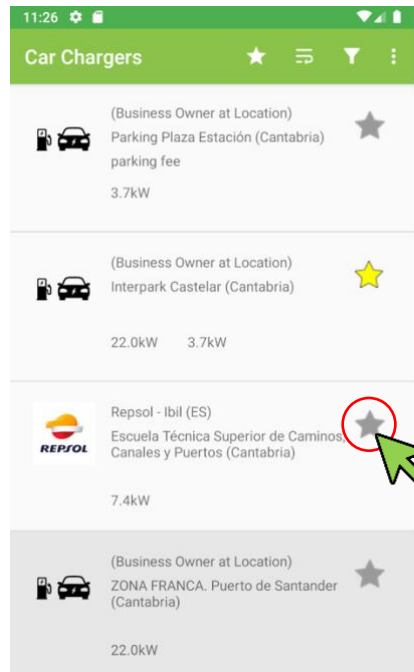 11:26
Car Chargers
(Business Owner at Location)
Parking Plaza Estación (Cantabria)
parking fee
3.7kW
(Business Owner at Location)
Interpark Castelar (Cantabria)
22.0kW 3.7kW
Repsol - Ibil (ES)
Escuela Técnica Superior de Caminos,
Canales y Puertos (Cantabria)
REPSOL
7.4kW
(Business Owner at Location)
ZONA FRANCA. Puerto de Santander
(Cantabria)
22.0kW